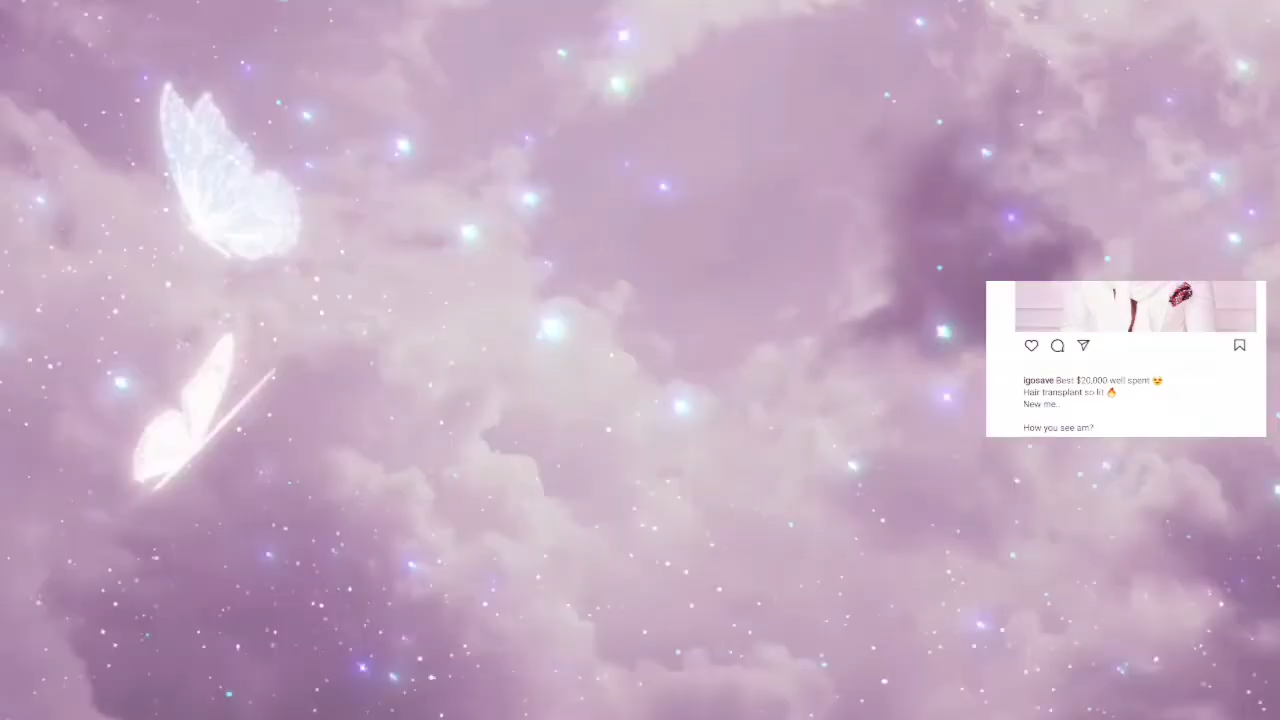 igosave Best $20,000 well spent 😍
Hair transplant so lit 🔥
New me..
How you see am?